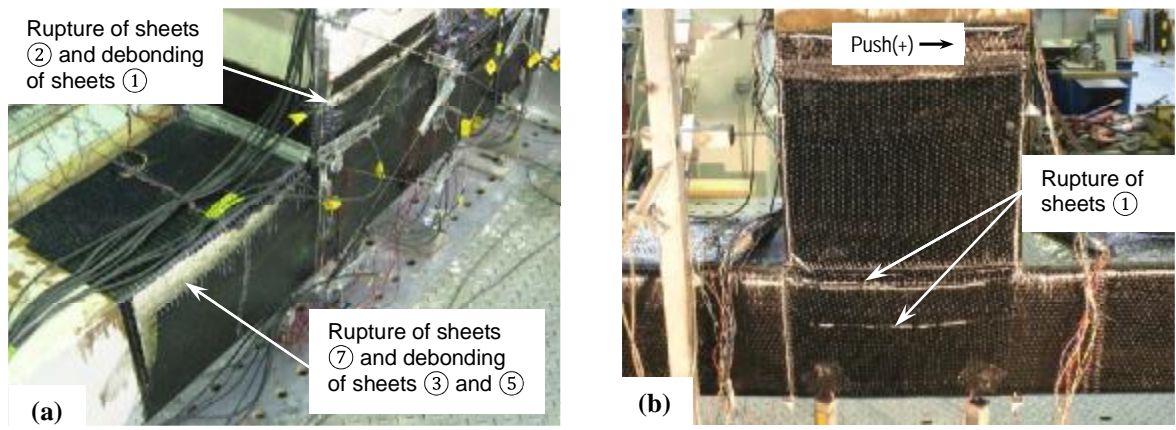 Rupture of sheets
② and debonding
of sheets ①
Rupture of sheets
⑦ and debonding
of sheets ③ and ⑤
(a)
Push(+)
Rupture of
sheets ①
(b)